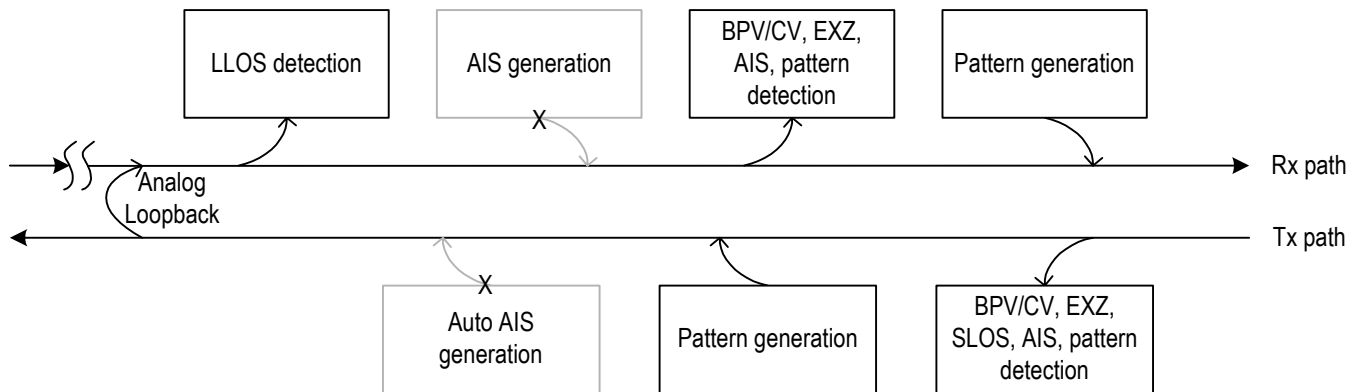 LLOS detection
AIS generation
BPV/CV, EXZ,
AIS, pattern
detection
Pattern generation
X
Rx path
Analog
Loopback
Tx path
X
Auto AIS
generation
Pattern generation
BPV/CV, EXZ,
SLOS, AIS, pattern
detection